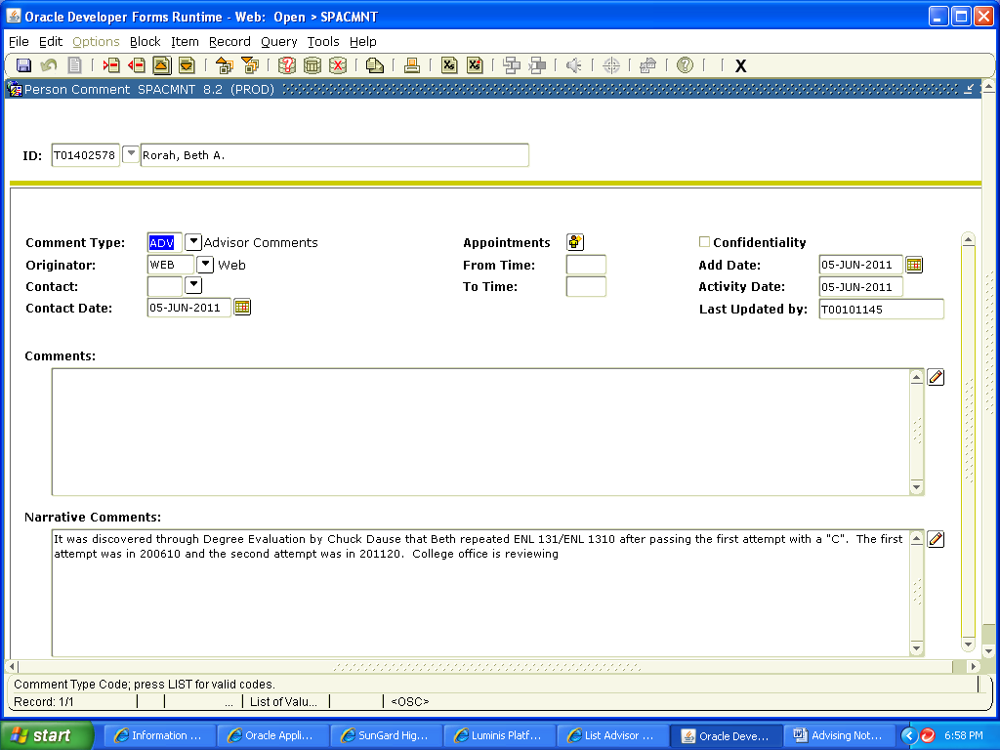 Oracle Developer Forms Runtime - Web: Open > SPACMNT
File Edit Options Block Item Record Query Tools Help
X
Person Comment SPACMNT 8.2 (PROD)
ID: T01402578 Rorah, Beth A.
Comment Type: ADV Advisor Comments Appointments Confidentiality
Originator: WEB Web From Time: Add Date: 05-JUN-2011
Contact: To Time: Activity Date: 05-JUN-2011
Contact Date: 05-JUN-2011 Last Updated by: T00101145
Comments:
Narrative Comments:
It was discovered through Degree Evaluation by Chuck Dause that Beth repeated ENL 131/ENL 1310 after passing the first attempt with a "C". The first
attempt was in 200610 and the second attempt was in 201120. College office is reviewing
Comment Type Code; press LIST for valid codes.
Record: 1/1 ... List of Valu... <OSC>
start Information ... Oracle Appli... SunGard Hig... Luminis Platf... List Advisor ... Oracle Deve... Advising Not... 6:58 PM